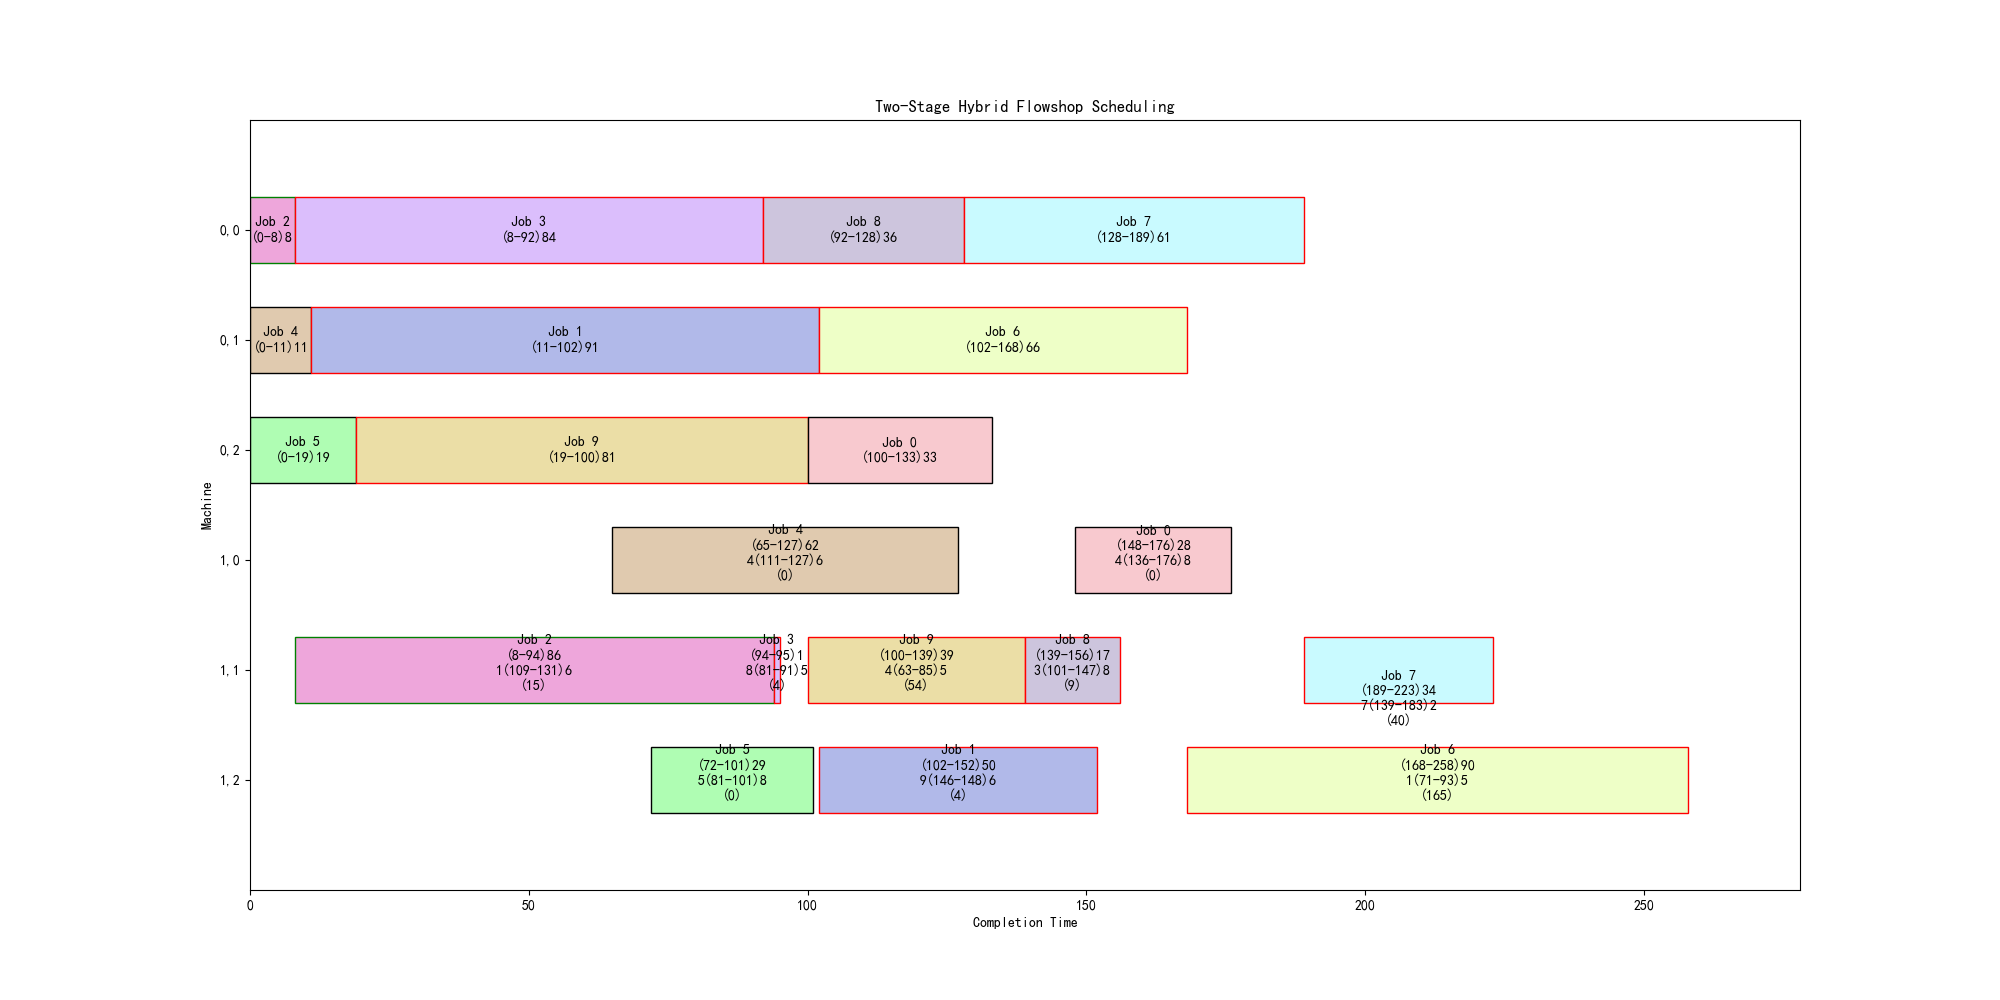 Two-Stage Hybrid Flowshop Scheduling
Machine
0,0
Job 2
(0-8)8
Job 3
(8-92)84
Job 8
(92-128)36
Job 7
(128-189)61
0,1
Job 4
(0-11)11
Job 1
(11-102)91
Job 6
(102-168)66
0,2
Job 5
(0-19)19
Job 9
(19-100)81
Job 0
(100-133)33
1,0
Job 4
(65-127)62
4(111-127)6
(0)
Job 0
(148-176)28
4(136-176)8
(0)
1,1
Job 2
(8-94)86
1(109-131)6
(15)
Job 3
(94-95)1
8(81-91)5
(4)
Job 9
(100-139)39
4(63-85)5
(54)
Job 8
(139-156)17
3(101-147)8
(9)
Job 7
(189-223)34
7(139-183)2
(40)
1,2
Job 5
(72-101)29
5(81-101)8
(0)
Job 1
(102-152)50
9(146-148)6
(4)
Job 6
(168-258)90
1(71-93)5
(165)
0
50
100
150
200
250
Completion Time